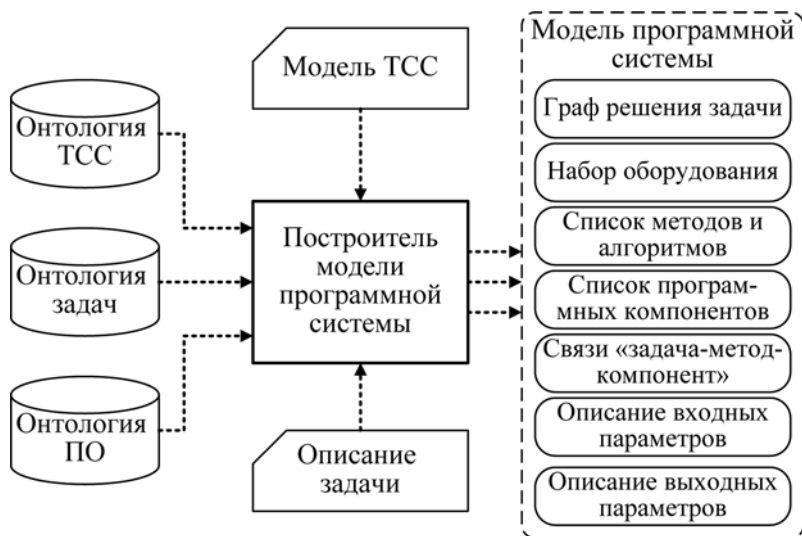 Онтология
ТСС
Онтология
задач
Онтология
ПО
Модель ТСС
Построитель
модели
программной
системы
Описание
задачи
Модель программной
системы
Граф решения задачи
Набор оборудования
Список методов и
алгоритмов
Список програм-
мных компонентов
Связи «задача-метод-
компонент»
Описание входных
параметров
Описание выходных
параметров